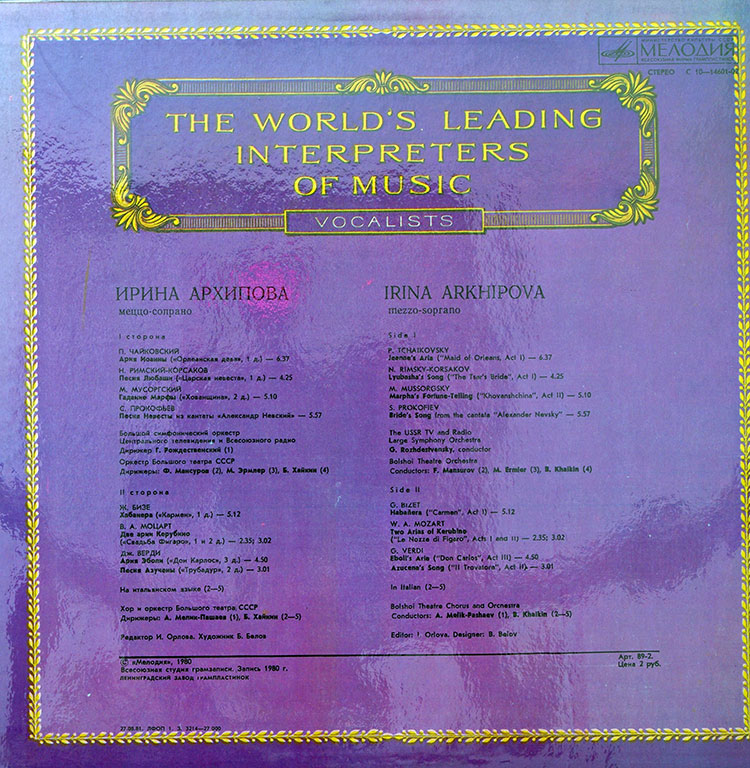 МЕЛОДИЯ
СТЕРЕО
THE WORLD'S LEADING
INTERPRETERS
OF MUSIC
VOCALISTS
ИРИНА АРХИПОВА
меццо-сопрано
I сторона
П. ЧАЙКОВСКИЙ
Ария Иоанны («Орлеанская дева», 1 д.) — 6.37
Н. РИМСКИЙ-КОРСАКОВ
Песня Любаши («Царская невеста», 1 д.) — 4.25
М. МУСОРГСКИЙ
Гадание Марфы («Хованщина», 2 д.) — 5.10
С. ПРОКОФЬЕВ
Песня Невесты из кантаты «Александр Невский» — 5.57
Большой симфонический оркестр
Центрального телевидения и Всесоюзного радио
Дирижер Г. Рождественский (1)
Оркестр Большого театра СССР
Дирижеры: Ф. Мансуров (2), М. Эрмлер (3), Б. Хайкин (4)
II сторона
Ж. БИЗЕ
Хабанера («Кармен», 1 д.) — 5.12
В. А. МОЦАРТ
Две арии Керубино
(«Свадьба Фигаро», 1 и 2 д.) — 2.35; 3.02
ДЖ. ВЕРДИ
Ария Эболи («Дон Карлос», 3 д.) — 4.50
Песня Азучены («Трубадур», 2 д.) — 3.01
На итальянском языке (2—5)
Хор и оркестр Большого театра СССР
Дирижеры: А. Мелик-Пашаев (1), Б. Хайкин (2—5)
Редактор И. Орлова. Художник Б. Белов
IRINA ARKHIPOVA
mezzo-soprano
Side I
P. TCHAIKOVSKY
Jeanne's Aria ("Maid of Orleans, Act I) — 6.37
N. RIMSKY-KORSAKOV
Lyubasha's Song ("The Tsar's Bride", Act I) — 4.25
M. MUSSORGSKY
Marpha's Fortune-Telling ("Khovanshchina", Act II) — 5.10
S. PROKOFIEV
Bride's Song from the cantata "Alexander Nevsky" — 5.57
The USSR TV and Radio
Large Symphony Orchestra
G. Rozhdestvensky, conductor
Bolshoi Theatre Orchestra
Conductors: F. Mansurov (2), M. Ermler (3), B. Khaikin (4)
Side II
G. BIZET
Habañera ("Carmen", Act I) — 5.12
W. A. MOZART
Two Arias of Kerubino
("Le Nozze di Figaro", Acts I and II) — 2.35; 3.02
G. VERDI
Eboli's Aria ("Don Carlos", Act III) — 4.50
Azucena's Song ("Il Trovatore", Act II) — 3.01
In Italian (2—5)
Bolshoi Theatre Chorus and Orchestra
Conductors: A. Melik-Pashaev (1), B. Khaikin (2—5)
Editor: I. Orlova. Designer: B. Belov
© «Мелодия», 1980
Всесоюзная студия грамзаписи. Запись 1980 г.
ЛЕНИНГРАДСКИЙ ЗАВОД ГРАМПЛАСТИНОК
Арт. 89-2.
Цена 2 руб.
27.08.81. ЛФОП 1. З. 3214—27.000